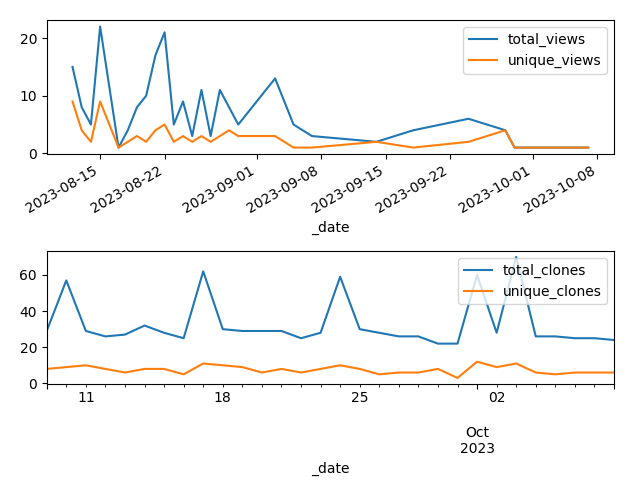 20
10
0
total_views
unique_views
2023-08-15
2023-08-22
2023-09-01
2023-09-08
2023-09-15
2023-09-22
2023-10-01
2023-10-08
_date
60
40
20
0
total_clones
unique_clones
11
18
25
02
Oct
2023
_date